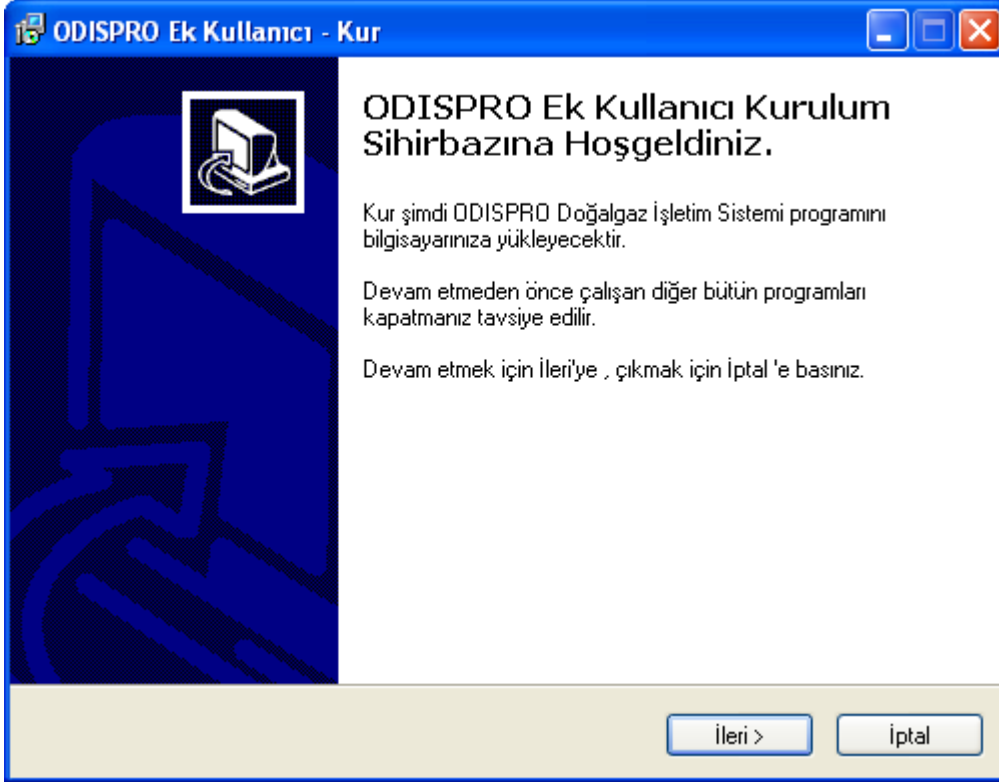 ODISPRO Ek Kullanıcı - Kur
ODISPRO Ek Kullanıcı Kurulum
Sihirbazına Hoşgeldiniz.
Kur şimdi ODISPRO Doğalgaz İşletim Sistemi programını
bilgisayarınıza yükleyecektir.
Devam etmeden önce çalışan diğer bütün programları
kapatmanız tavsiye edilir.
Devam etmek için İleri'ye , çıkmak için İptal 'e basınız.
İleri >
İptal